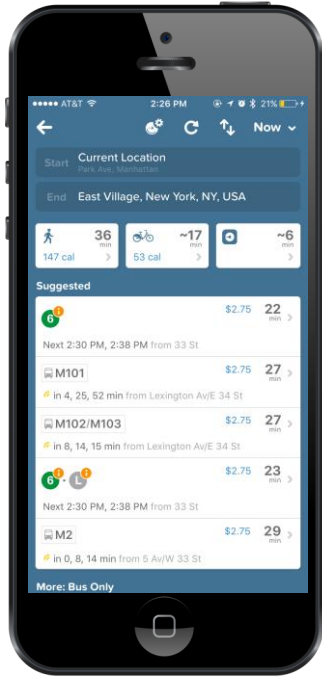 AT&T 2:26 PM 21%
Now
Start Current Location
Park Ave, Manhattan
End East Village, New York, NY, USA
36 min
147 cal
~17 min
53 cal
~6 min
Suggested
6 $2.75 22 min
Next 2:30 PM, 2:38 PM from 33 St
M101 $2.75 27 min
in 4, 25, 52 min from Lexington Av/E 34 St
M102/M103 $2.75 27 min
in 8, 14, 15 min from Lexington Av/E 34 St
6 · L $2.75 23 min
Next 2:30 PM, 2:38 PM from 33 St
M2 $2.75 29 min
in 0, 8, 14 min from 5 Av/W 33 St
More: Bus Only